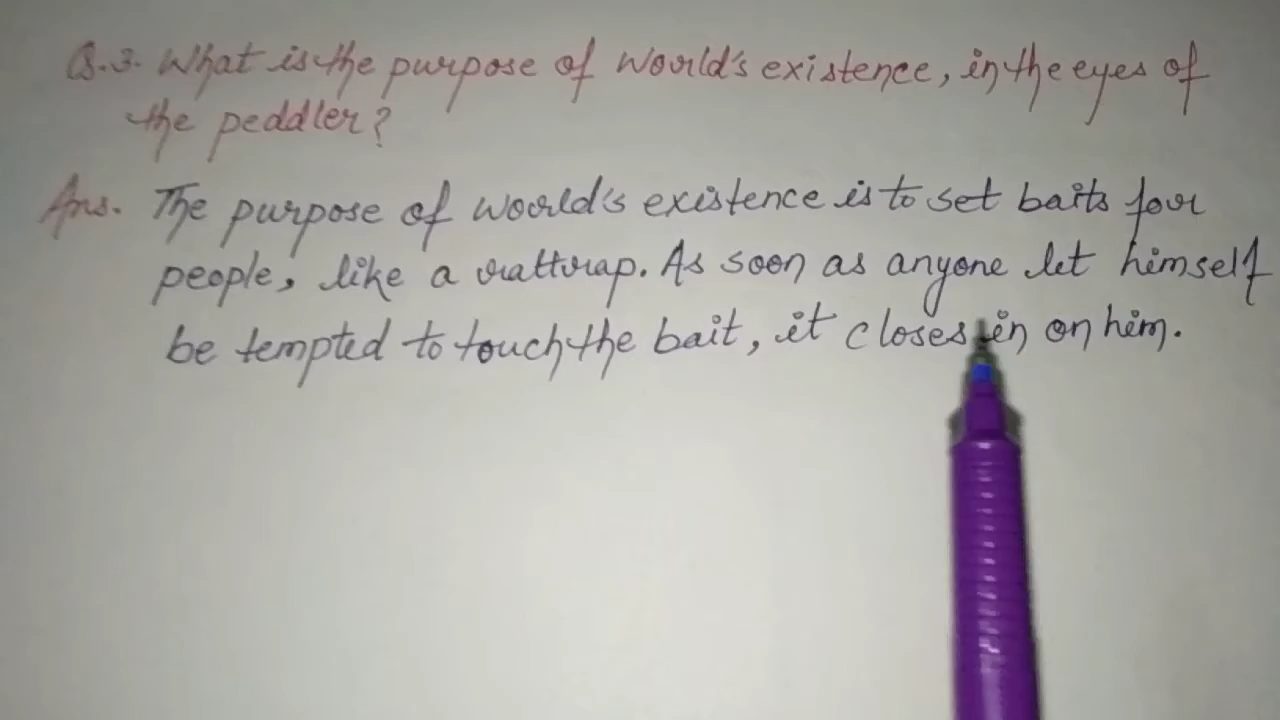 Q.3. What is the purpose of world's existence, in the eyes of
the peddler?
Ans. The purpose of world's existence is to set baits for
people, like a rattrap. As soon as anyone let himself
be tempted to touch the bait, it closes in on him.